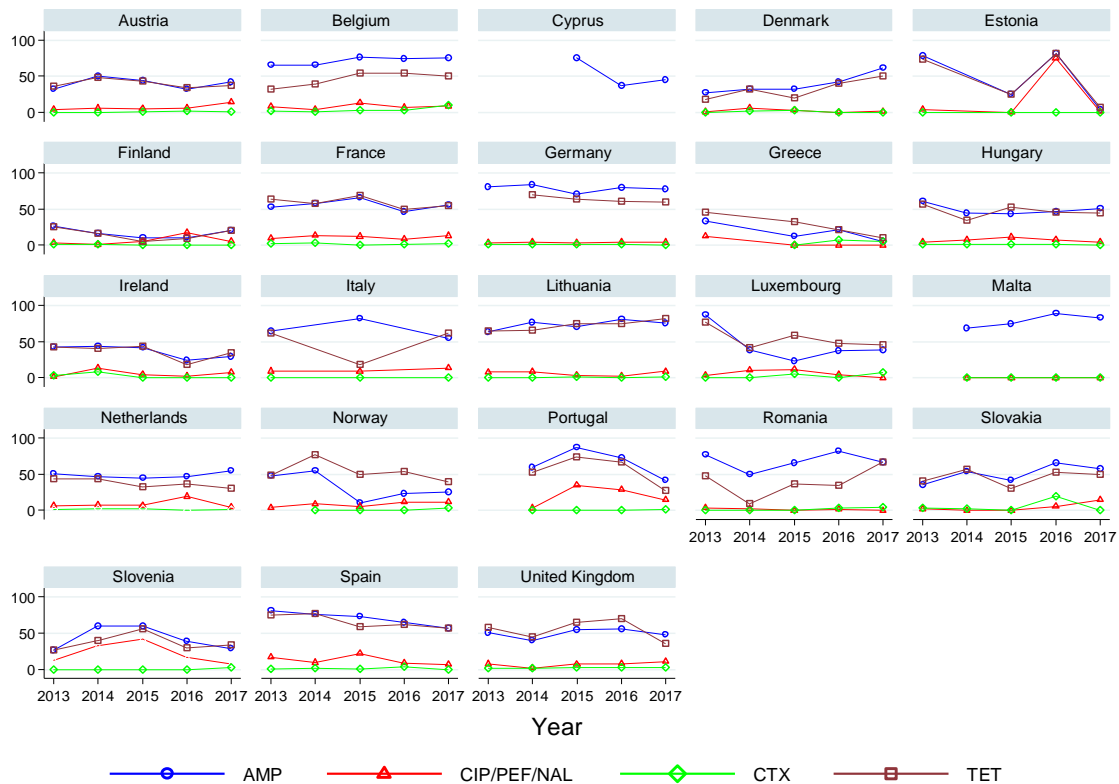 Austria Belgium Cyprus Denmark Estonia
100
50
0
Finland France Germany Greece Hungary
100
50
0
Ireland Italy Lithuania Luxembourg Malta
100
50
0
Netherlands Norway Portugal Romania Slovakia
100
50
0
2013 2014 2015 2016 2017 2013 2014 2015 2016 2017
Slovenia Spain United Kingdom
100
50
0
2013 2014 2015 2016 2017 2013 2014 2015 2016 2017 2013 2014 2015 2016 2017
Year
AMP CIP/PEF/NAL CTX TET